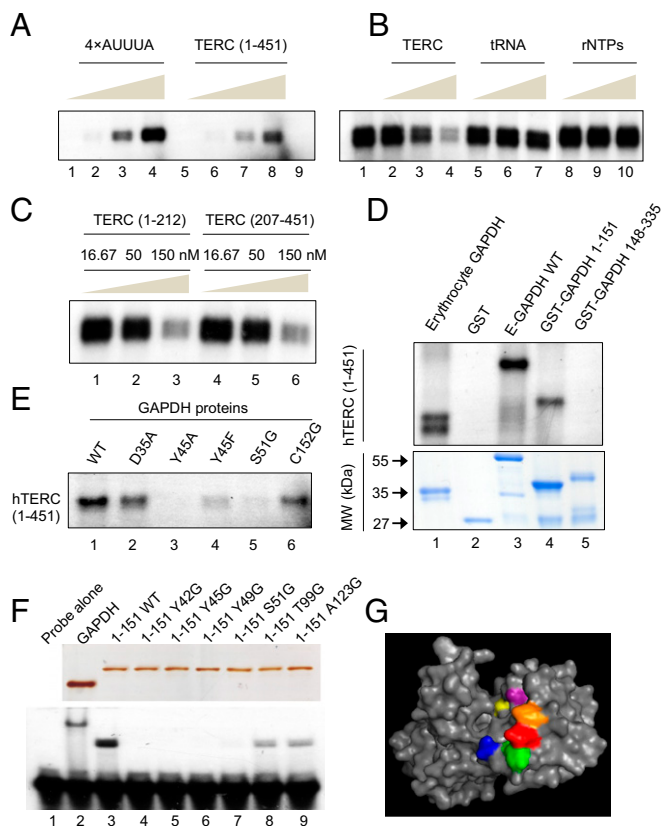 A
4×AUUUA TERC (1-451)
1 2 3 4 5 6 7 8 9
B
TERC tRNA rNTPs
1 2 3 4 5 6 7 8 9 10
C
TERC (1-212) TERC (207-451)
16.67 50 150 nM 16.67 50 150 nM
1 2 3 4 5 6
D
Erythrocyte GAPDH
GST
E-GAPDH WT
GST-GAPDH 1-151
GST-GAPDH 148-335
hTERC (1-451)
MW (kDa)
55
35
27
1 2 3 4 5
E
GAPDH proteins
WT
D35A
Y45A
Y45F
S51G
C152G
hTERC
(1-451)
1 2 3 4 5 6
F
Probe alone
GAPDH
1-151 WT
1-151 Y42G
1-151 Y45G
1-151 Y49G
1-151 S51G
1-151 T99G
1-151 A123G
1 2 3 4 5 6 7 8 9
G